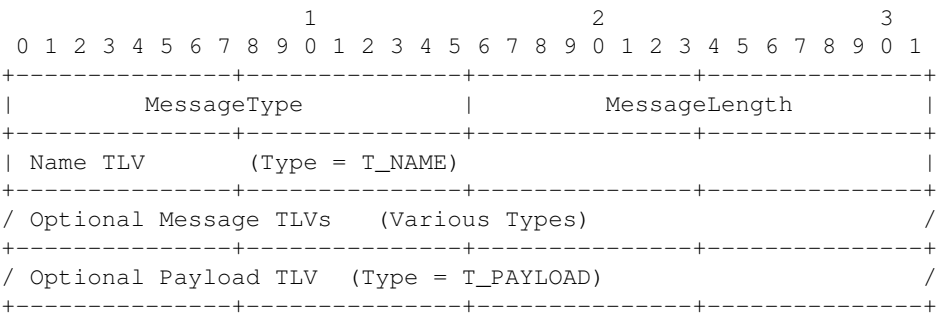 1                   2                   3
 0 1 2 3 4 5 6 7 8 9 0 1 2 3 4 5 6 7 8 9 0 1 2 3 4 5 6 7 8 9 0 1
+---------------+---------------+---------------+---------------+
|         MessageType           |         MessageLength         |
+---------------+---------------+---------------+---------------+
| Name TLV       (Type = T_NAME)                                |
+---------------+---------------+---------------+---------------+
/ Optional Message TLVs   (Various Types)                       /
+---------------+---------------+---------------+---------------+
/ Optional Payload TLV  (Type = T_PAYLOAD)                      /
+---------------+---------------+---------------+---------------+